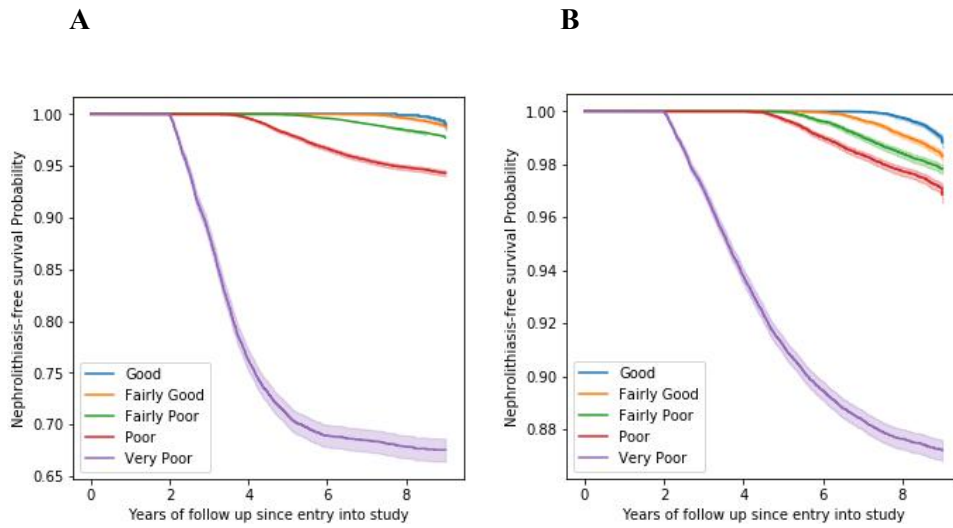 A
B
Nephrolithiasis-free survival Probability
1.00
0.95
0.90
0.85
0.80
0.75
0.70
0.65
Good
Fairly Good
Fairly Poor
Poor
Very Poor
0 2 4 6 8
Years of follow up since entry into study
Nephrolithiasis-free survival Probability
1.00
0.98
0.96
0.94
0.92
0.90
0.88
Good
Fairly Good
Fairly Poor
Poor
Very Poor
0 2 4 6 8
Years of follow up since entry into study